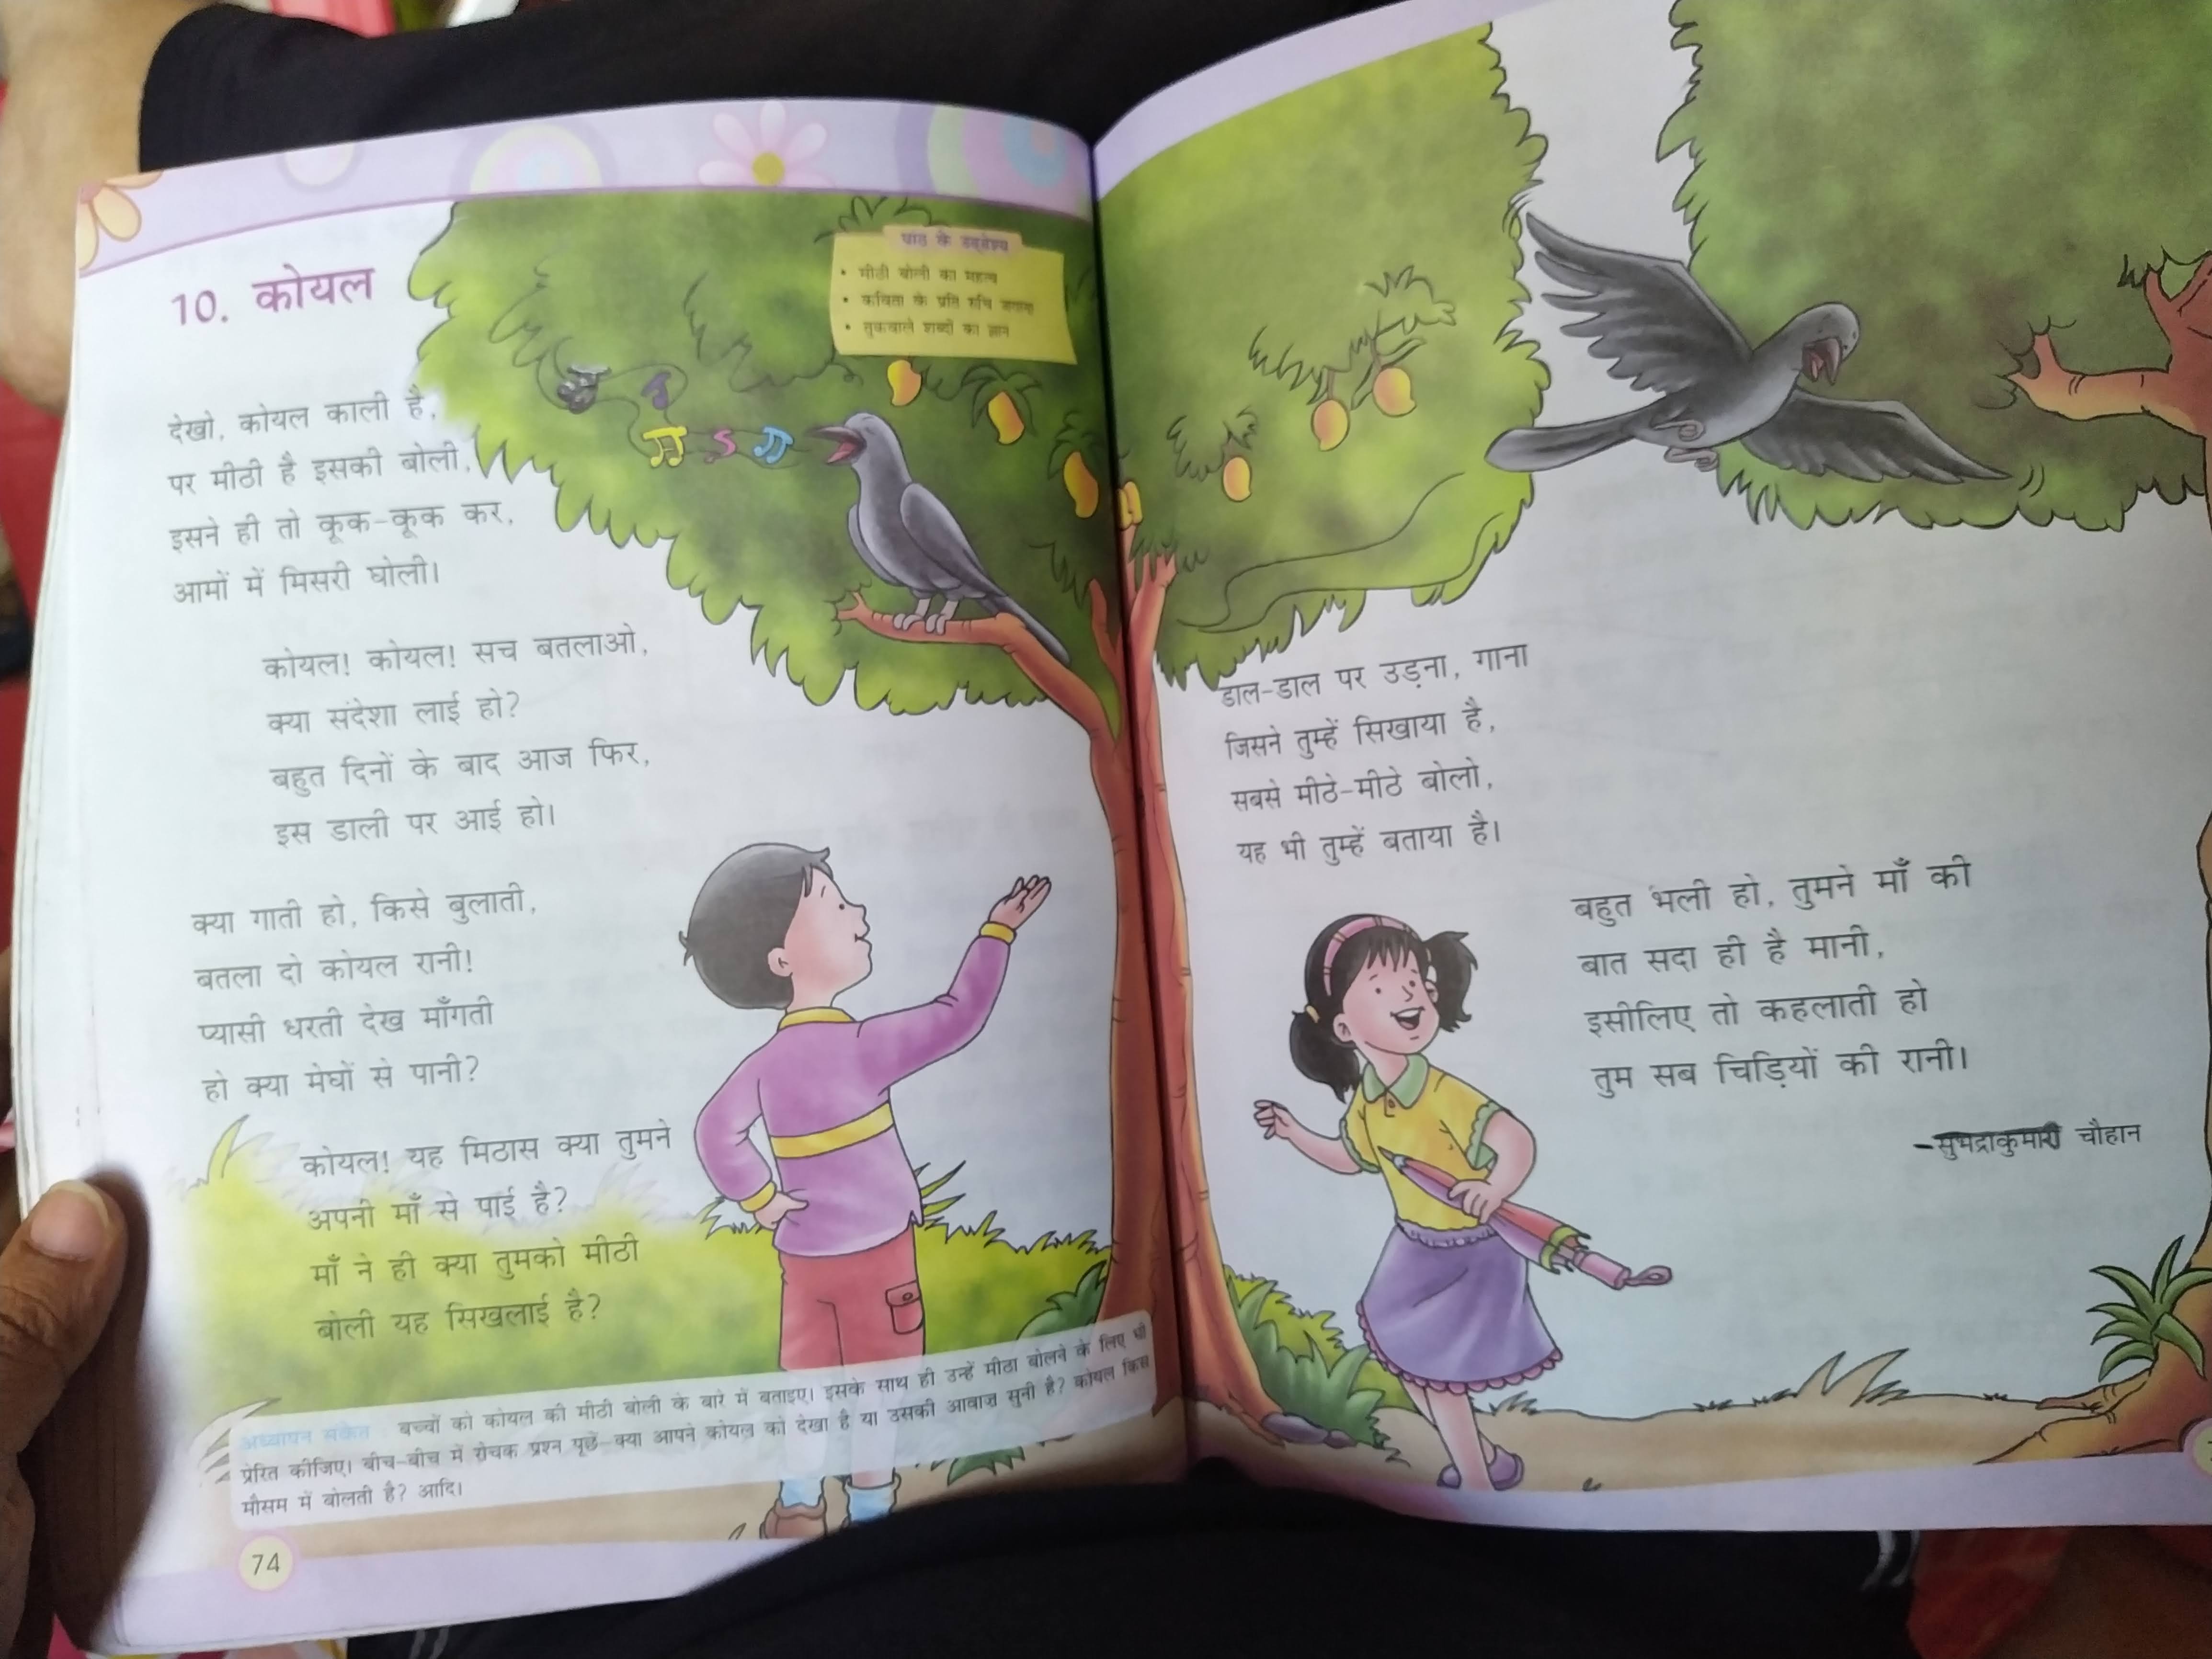 10. कोयल
पाठ के उद्देश्य
• मीठी बोली का महत्व
• कविता के प्रति रुचि जगाना
• तुकवाले शब्दों का ज्ञान
देखो, कोयल काली है,
पर मीठी है इसकी बोली,
इसने ही तो कूक-कूक कर,
आमों में मिसरी घोली।
कोयल! कोयल! सच बतलाओ,
क्या संदेशा लाई हो?
बहुत दिनों के बाद आज फिर,
इस डाली पर आई हो।
क्या गाती हो, किसे बुलाती,
बतला दो कोयल रानी!
प्यासी धरती देख माँगती
हो क्या मेघों से पानी?
कोयल! यह मिठास क्या तुमने
अपनी माँ से पाई है?
माँ ने ही क्या तुमको मीठी
बोली यह सिखलाई है?
अध्यापन संकेत : बच्चों को कोयल की मीठी बोली के बारे में बताइए। इसके साथ ही उन्हें मीठा बोलने के लिए भी
प्रेरित कीजिए। बीच-बीच में रोचक प्रश्न पूछें-क्या आपने कोयल को देखा है या उसकी आवाज़ सुनी है? कोयल किस
मौसम में बोलती है? आदि।
74
डाल-डाल पर उड़ना, गाना
जिसने तुम्हें सिखाया है,
सबसे मीठे-मीठे बोलो,
यह भी तुम्हें बताया है।
बहुत भली हो, तुमने माँ की
बात सदा ही है मानी,
इसीलिए तो कहलाती हो
तुम सब चिड़ियों की रानी।
-सुभद्राकुमारी चौहान